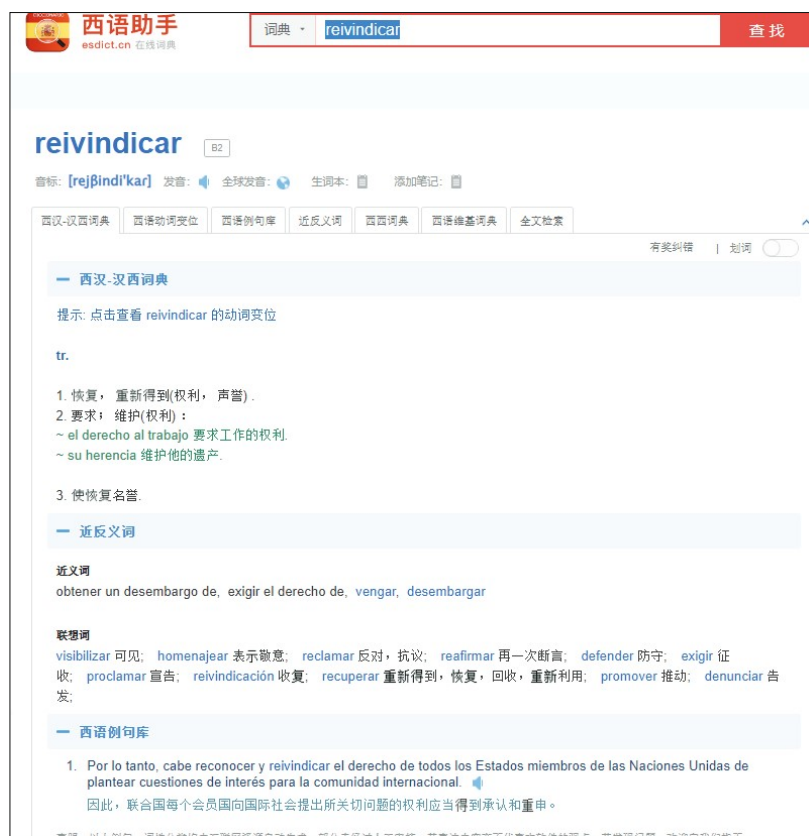 西语助手
esdict.cn 在线词典
词典 reivindicar 查找
reivindicar B2
音标: [rejβindi'kaɾ] 发音: 全球发音: 生词本: 添加笔记:
西汉-汉西词典 西语动词变位 西语例句库 近反义词 西西词典 西语维基词典 全文检索
有奖纠错 | 划词
西汉-汉西词典
提示: 点击查看 reivindicar 的动词变位
tr.
1. 恢复， 重新得到(权利， 声誉) .
2. 要求； 维护(权利) ：
~ el derecho al trabajo 要求工作的权利.
~ su herencia 维护他的遗产.
3. 使恢复名誉.
近反义词
近义词
obtener un desembargo de, exigir el derecho de, vengar, desembargar
联想词
visibilizar 可见; homenajear 表示敬意; reclamar 反对，抗议; reafirmar 再一次断言; defender 防守; exigir 征
收; proclamar 宣告; reivindicación 收复; recuperar 重新得到，恢复，回收，重新利用; promover 推动; denunciar 告
发;
西语例句库
1. Por lo tanto, cabe reconocer y reivindicar el derecho de todos los Estados miembros de las Naciones Unidas de
plantear cuestiones de interés para la comunidad internacional.
因此，联合国每个会员国向国际社会提出所关切问题的权利应当得到承认和重申。